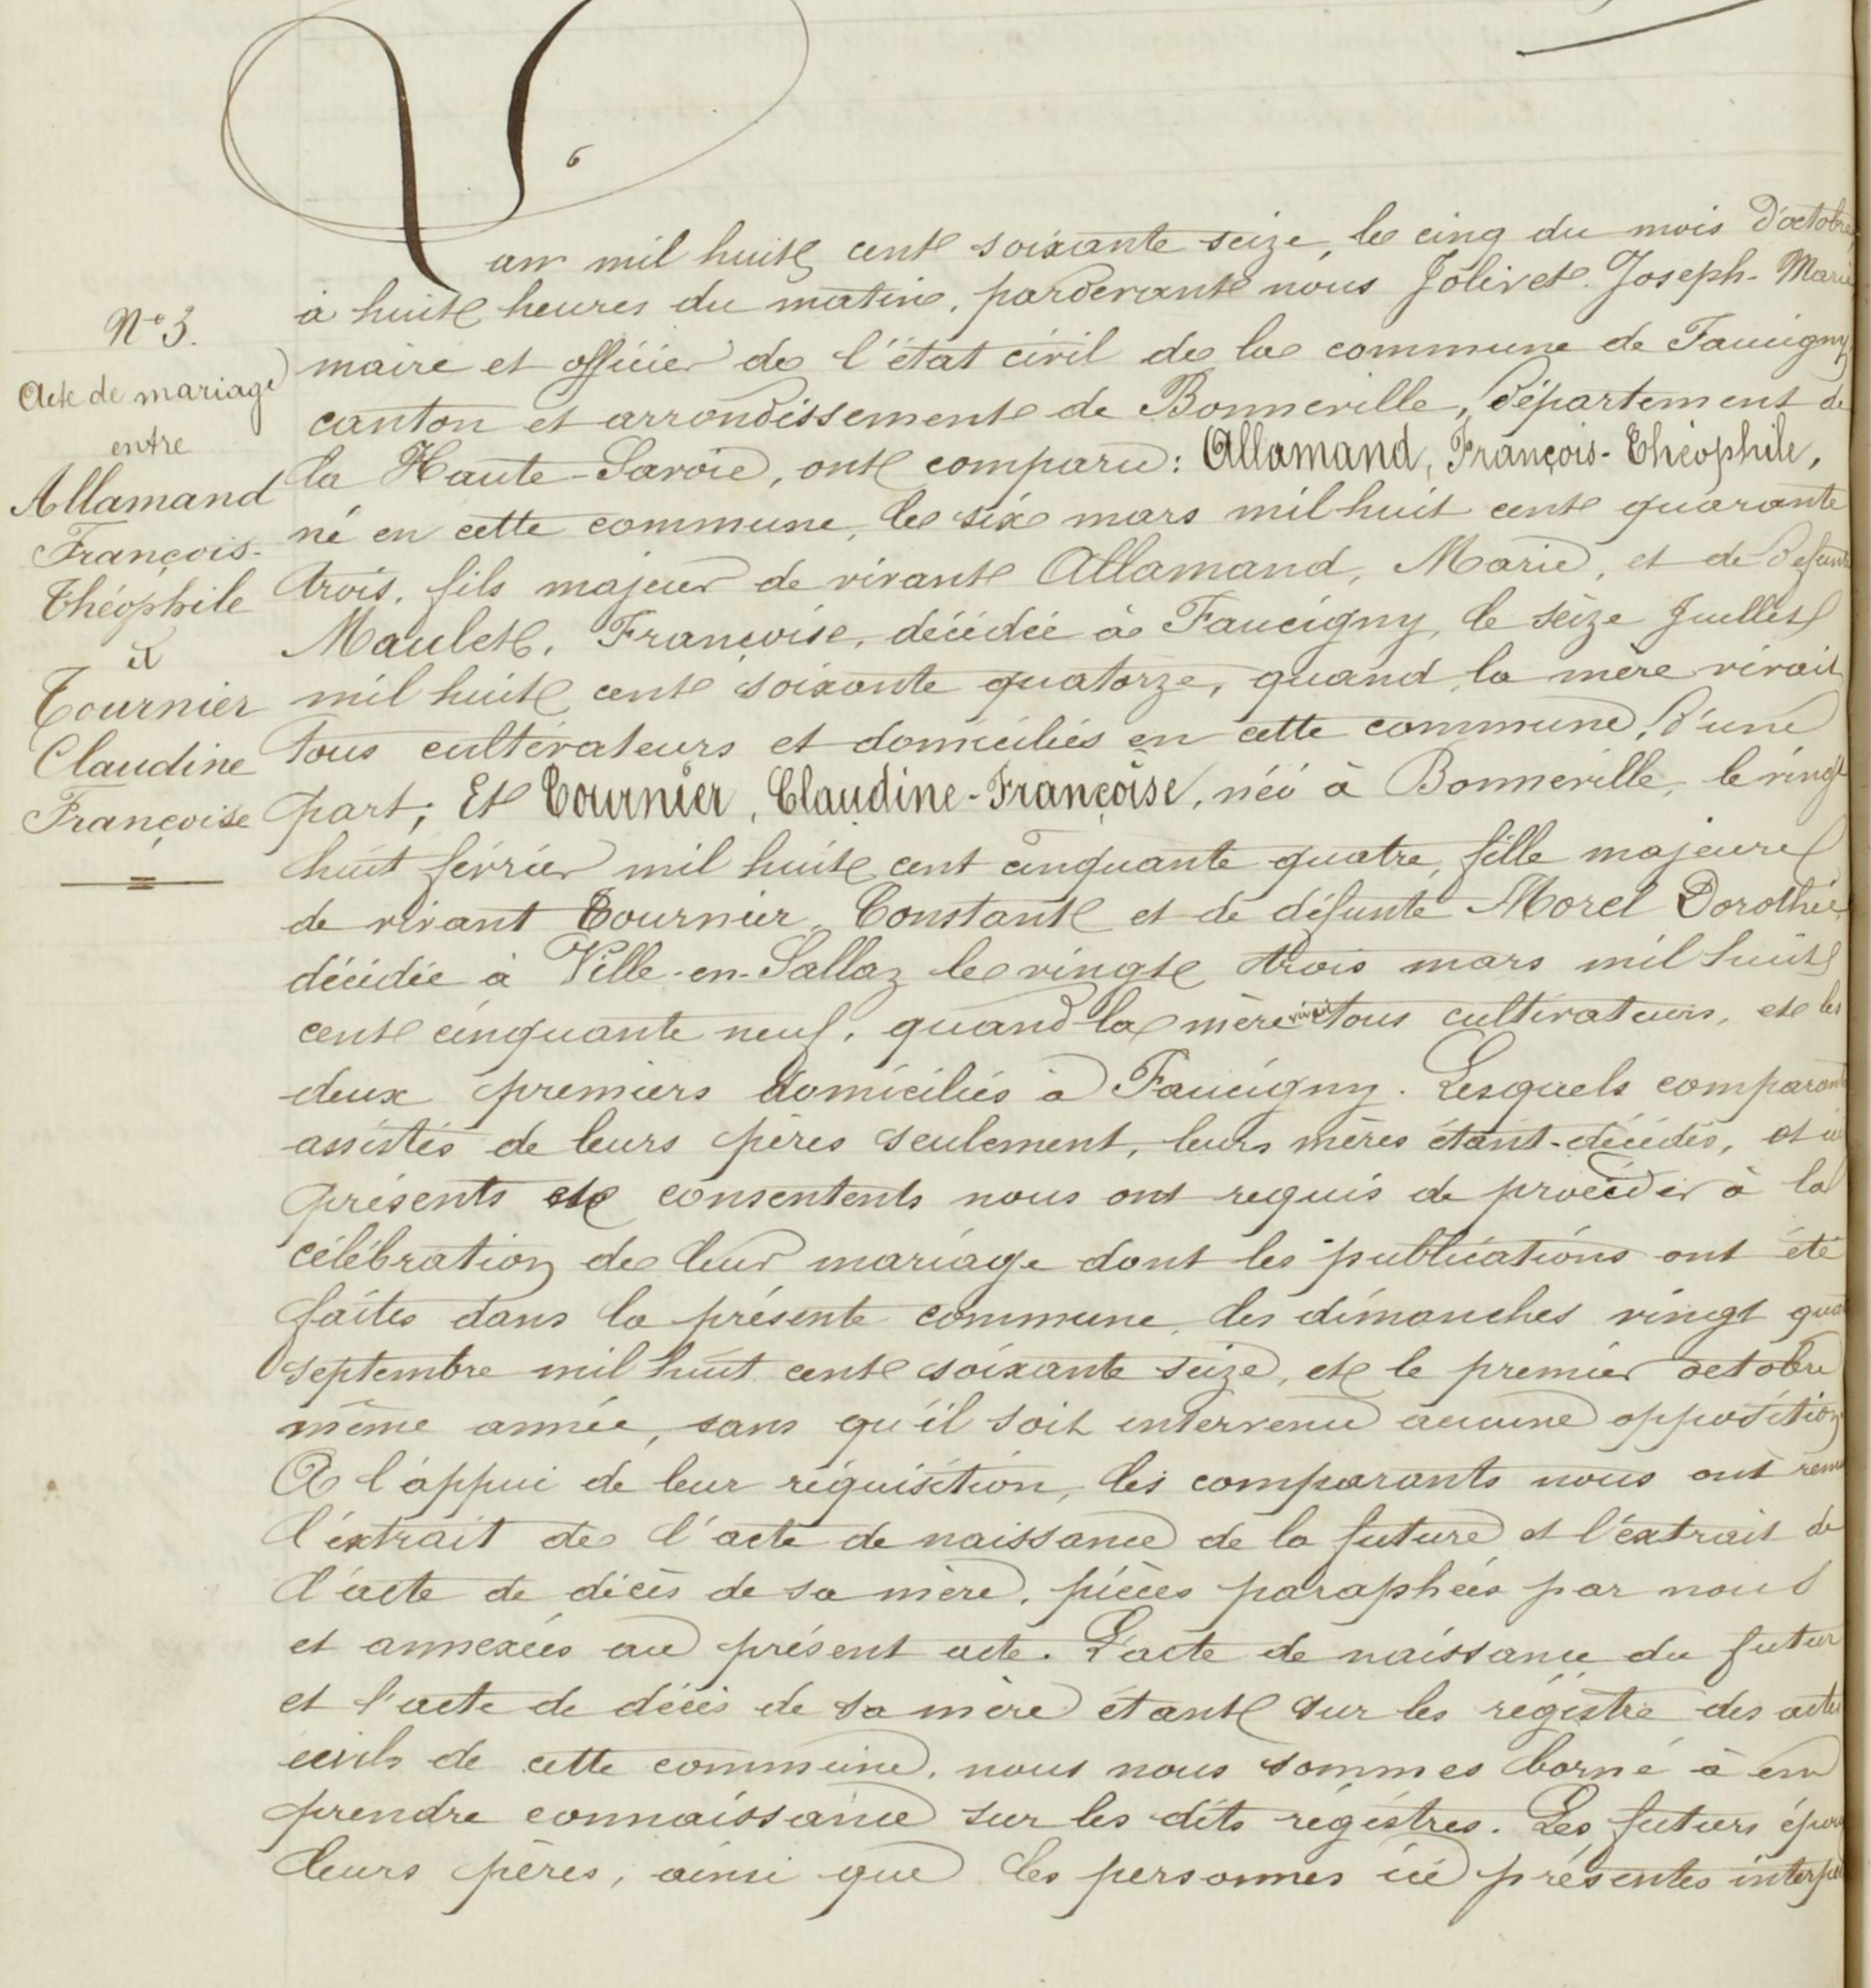 N° 3.
Acte de mariage
entre
Allamand
François-
Théophile
et
Tournier
Claudine
Françoise
L'an mil huit cent soixante seize, le cinq du mois d'octobre
à huit heures du matin, pardevant nous Jolivet Joseph-Marie
maire et officier de l'état civil de la commune de Faucigny
canton et arrondissement de Bonneville, département de
la Haute-Savoie, ont comparu: Allamand, François-Théophile,
né en cette commune, le six mars mil huit cent quarante
trois, fils majeur de vivant Allamand, Marie, et de défunte
Maulet, Françoise, décédée à Faucigny, le seize Juillet
mil huit cent soixante quatorze, quand la mère vivait
tous cultivateurs et domiciliés en cette commune, d'une
part; Et Tournier, Claudine-Françoise, née à Bonneville, le vingt
huit février mil huit cent cinquante quatre, fille majeure
de vivant Tournier Constant et de défunte Morel Dorothée
décédée à Ville-en-Sallaz le vingt trois mars mil huit
cent cinquante neuf, quand la mère vivait tous cultivateurs, et les
deux premiers domiciliés à Faucigny. Lesquels comparants
assistés de leurs pères seulement, leurs mères étant-décédés, et ici
présents et consentents nous ont requis de procéder à la
célébration de leur mariage dont les publications ont été
faites dans la présente commune les dimanches vingt qua
septembre mil huit cent soixante seize, et le premier octobre
même année, sans qu'il soit intervenu aucune opposition
A l'appui de leur réquisition, les comparants nous ont remis
l'extrait de l'acte de naissance de la future et l'extrait de
l'acte de décès de sa mère, pièces paraphées par nous
et annexées au présent acte. L'acte de naissance du futur
et l'acte de décès de sa mère étant sur les régistre des actes
civils de cette commune, nous nous sommes borné à en
prendre connaissance sur les dits régistres. Les futurs époux
leurs pères, ainsi que les personnes ici présentes interpe